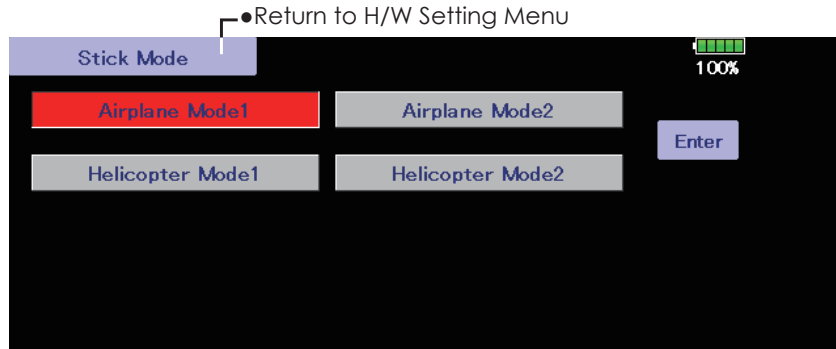 ●Return to H/W Setting Menu
Stick Mode
100%
Airplane Mode1 Airplane Mode2
Enter
Helicopter Mode1 Helicopter Mode2